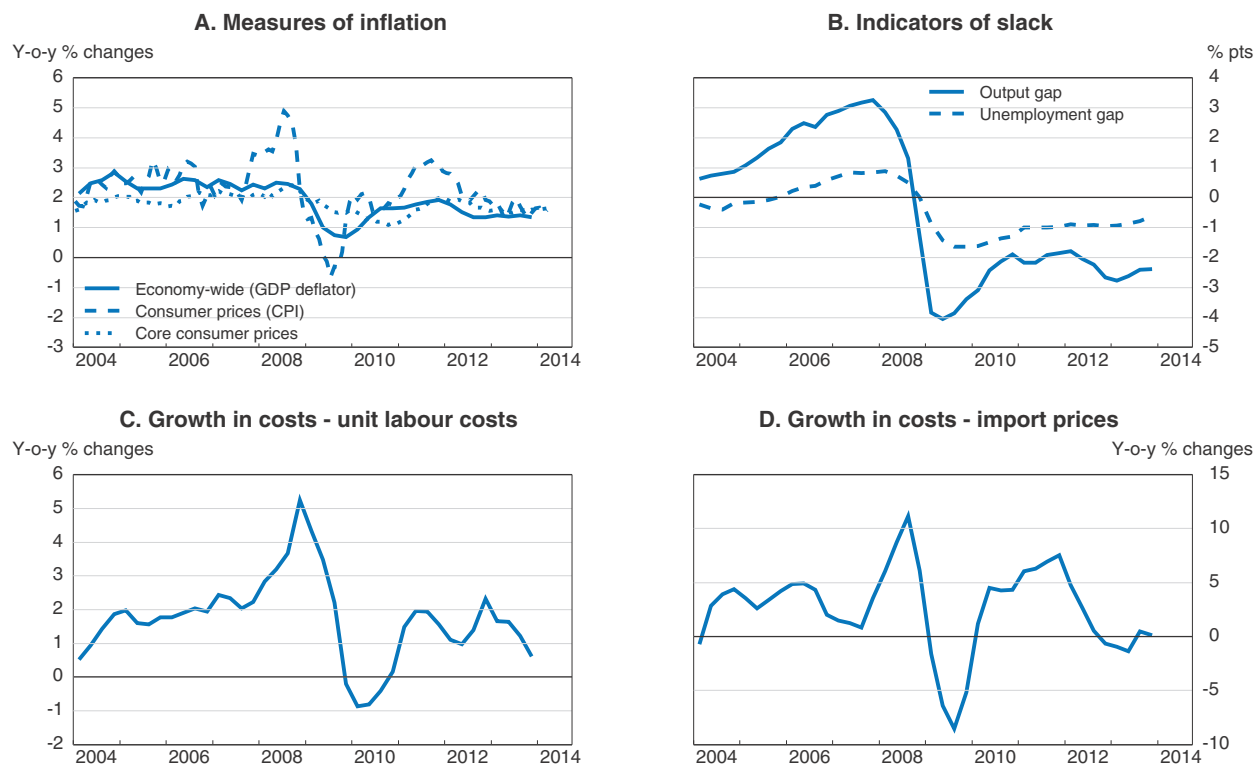 A. Measures of inflation
Y-o-y % changes
6
5
4
3
2
1
0
-1
-2
-3
Economy-wide (GDP deflator)
Consumer prices (CPI)
Core consumer prices
2004 2006 2008 2010 2012 2014
B. Indicators of slack
% pts
4
3
2
1
0
-1
-2
-3
-4
-5
Output gap
Unemployment gap
2004 2006 2008 2010 2012 2014
C. Growth in costs - unit labour costs
Y-o-y % changes
6
5
4
3
2
1
0
-1
-2
2004 2006 2008 2010 2012 2014
D. Growth in costs - import prices
Y-o-y % changes
15
10
5
0
-5
-10
2004 2006 2008 2010 2012 2014